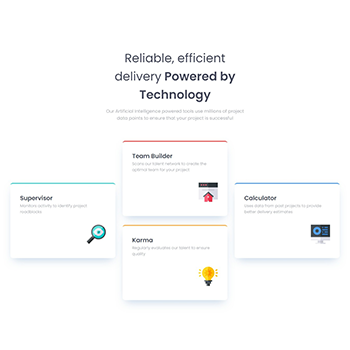 Reliable, efficient
delivery Powered by
Technology
Our Artificial Intelligence powered tools use millions of project
data points to ensure that your project is successful
Team Builder
Scans our talent network to create the
optimal team for your project
Supervisor
Monitors activity to identify project
roadblocks
Calculator
Uses data from past projects to provide
better delivery estimates
Karma
Regularly evaluates our talent to ensure
quality